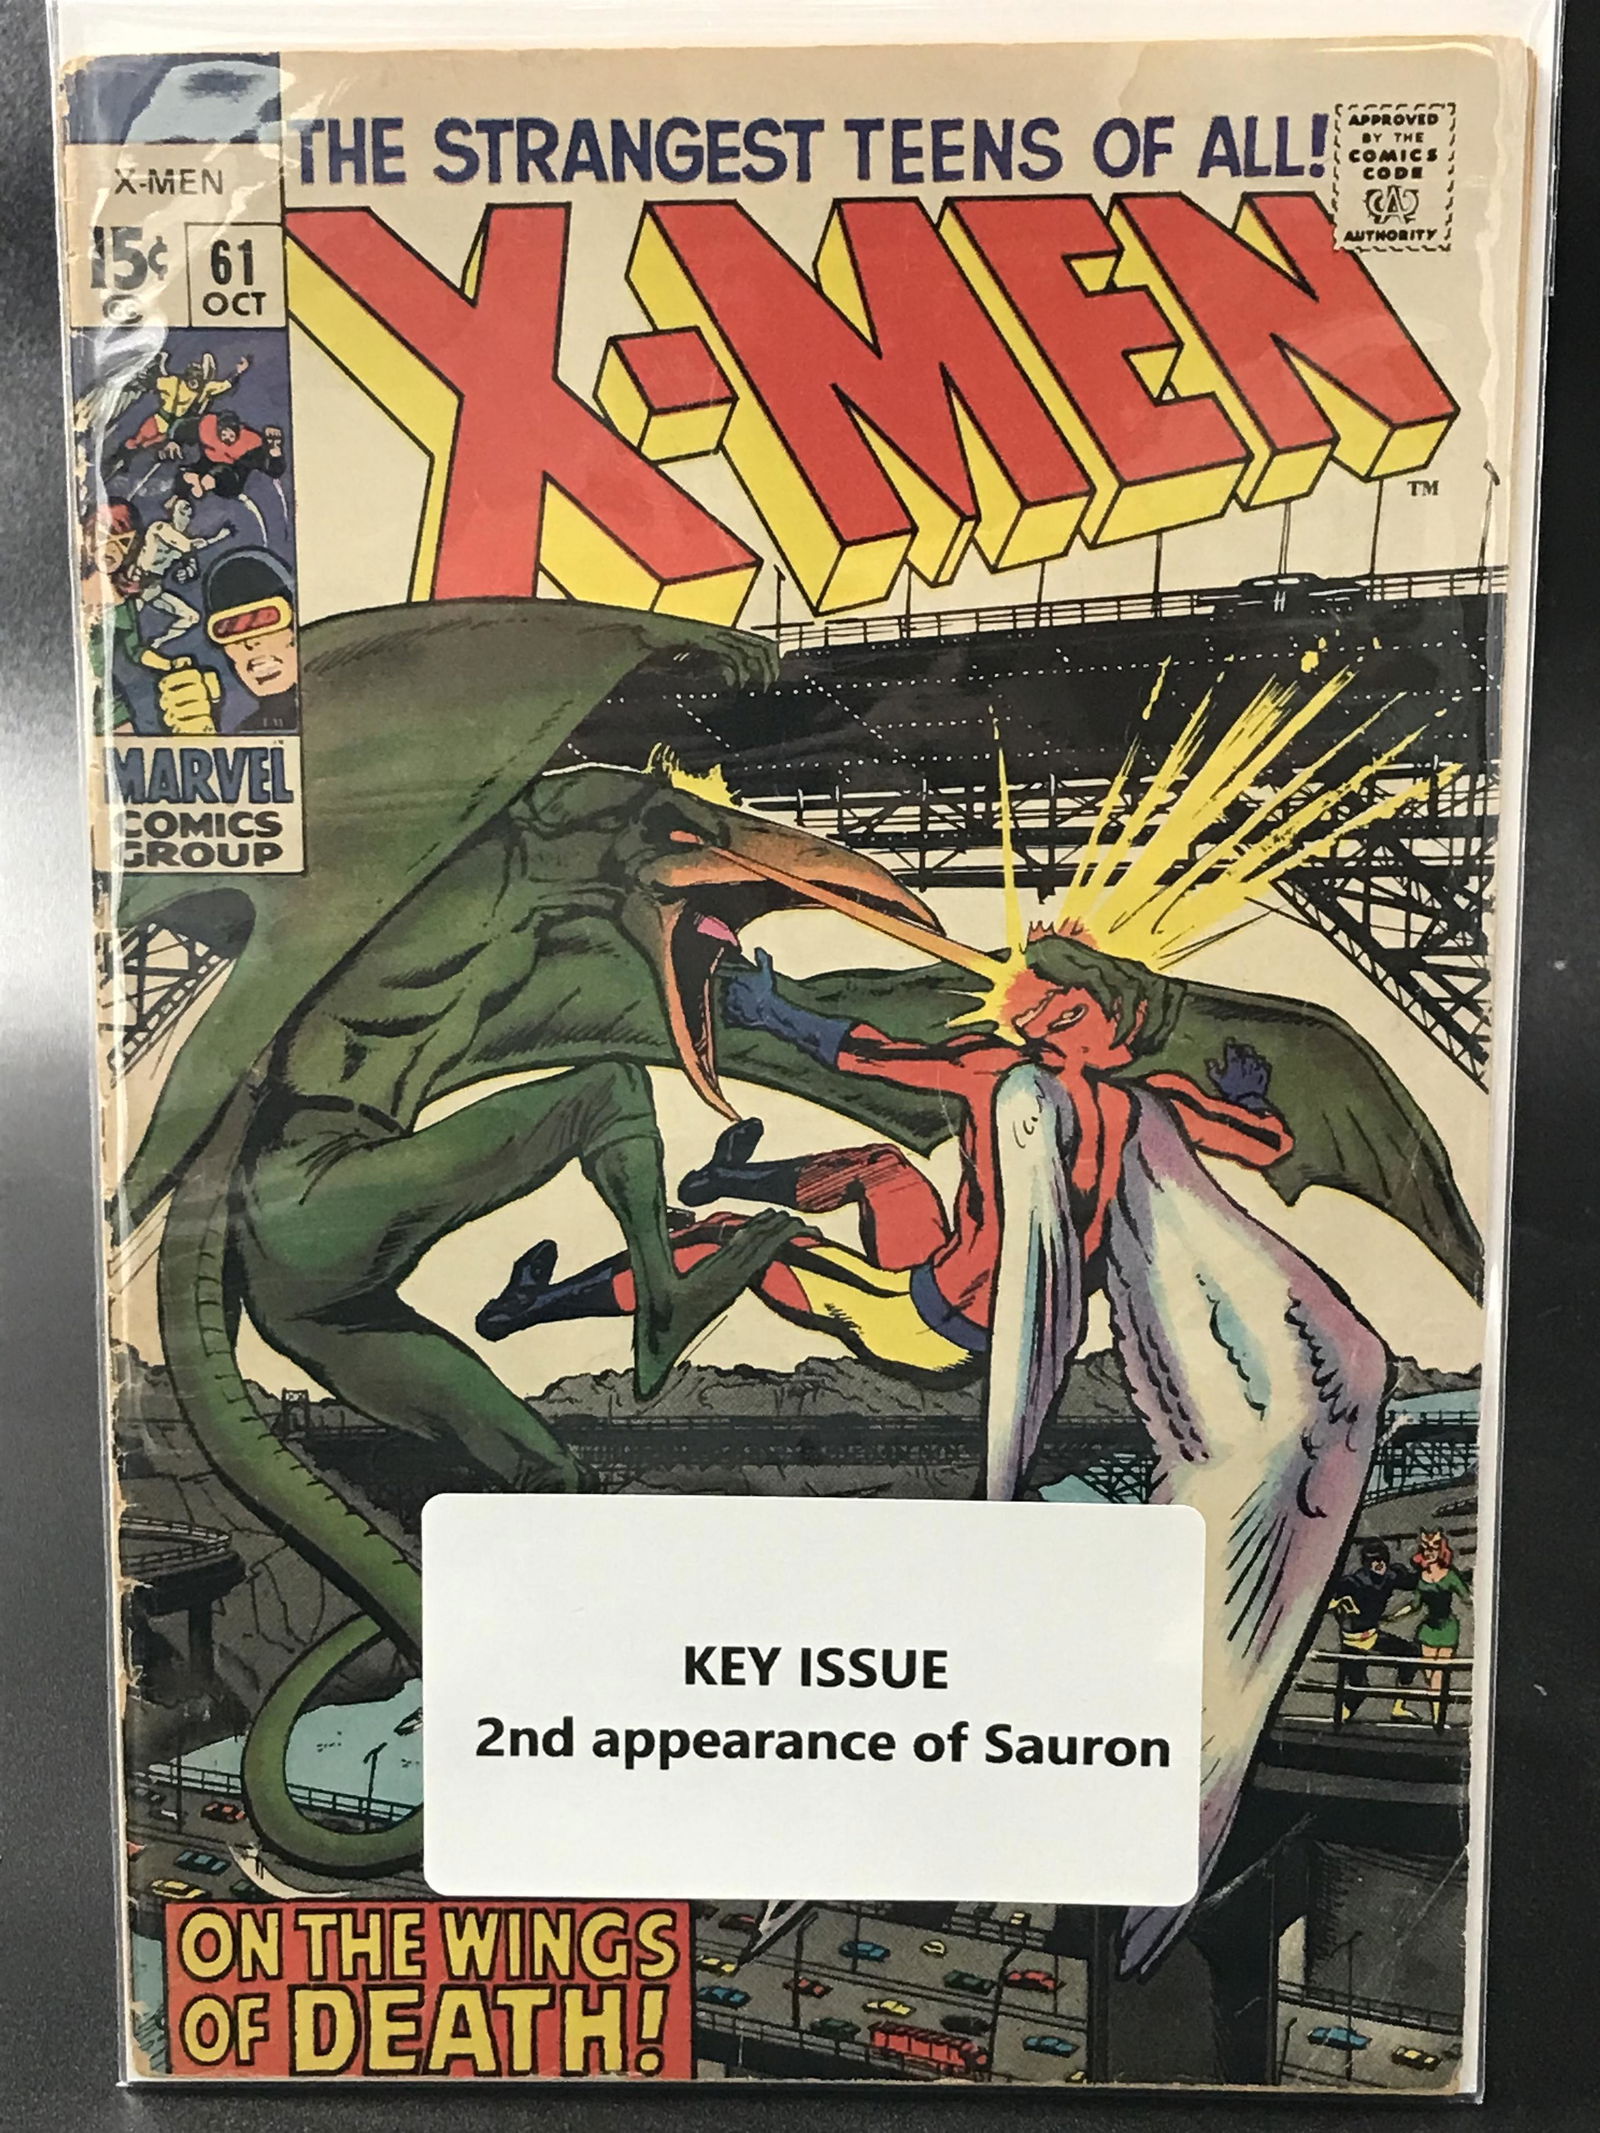 THE STRANGEST TEENS OF ALL!
APPROVED
BY THE
COMICS
CODE
CA
AUTHORITY
X-MEN
15¢
61
OCT
X-MEN
TM
MARVEL
COMICS
GROUP
KEY ISSUE
2nd appearance of Sauron
ON THE WINGS
OF DEATH!